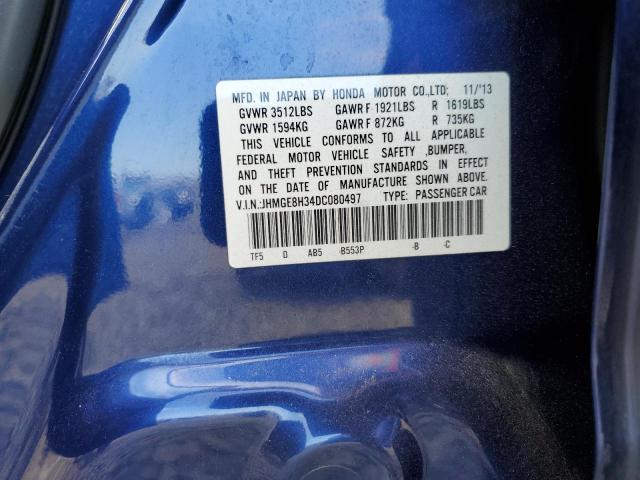 MFD. IN JAPAN BY HONDA MOTOR CO.,LTD; 11/'13
GVWR 3512LBS GAWR F 1921LBS R 1619LBS
GVWR 1594KG GAWR F 872KG R 735KG
THIS VEHICLE CONFORMS TO ALL APPLICABLE
FEDERAL MOTOR VEHICLE SAFETY ,BUMPER,
AND THEFT PREVENTION STANDARDS IN EFFECT
ON THE DATE OF MANUFACTURE SHOWN ABOVE.
V.I.N.:JHMGE8H34DC080497 TYPE: PASSENGER CAR
TF5 D AB5 -B553P -B -C